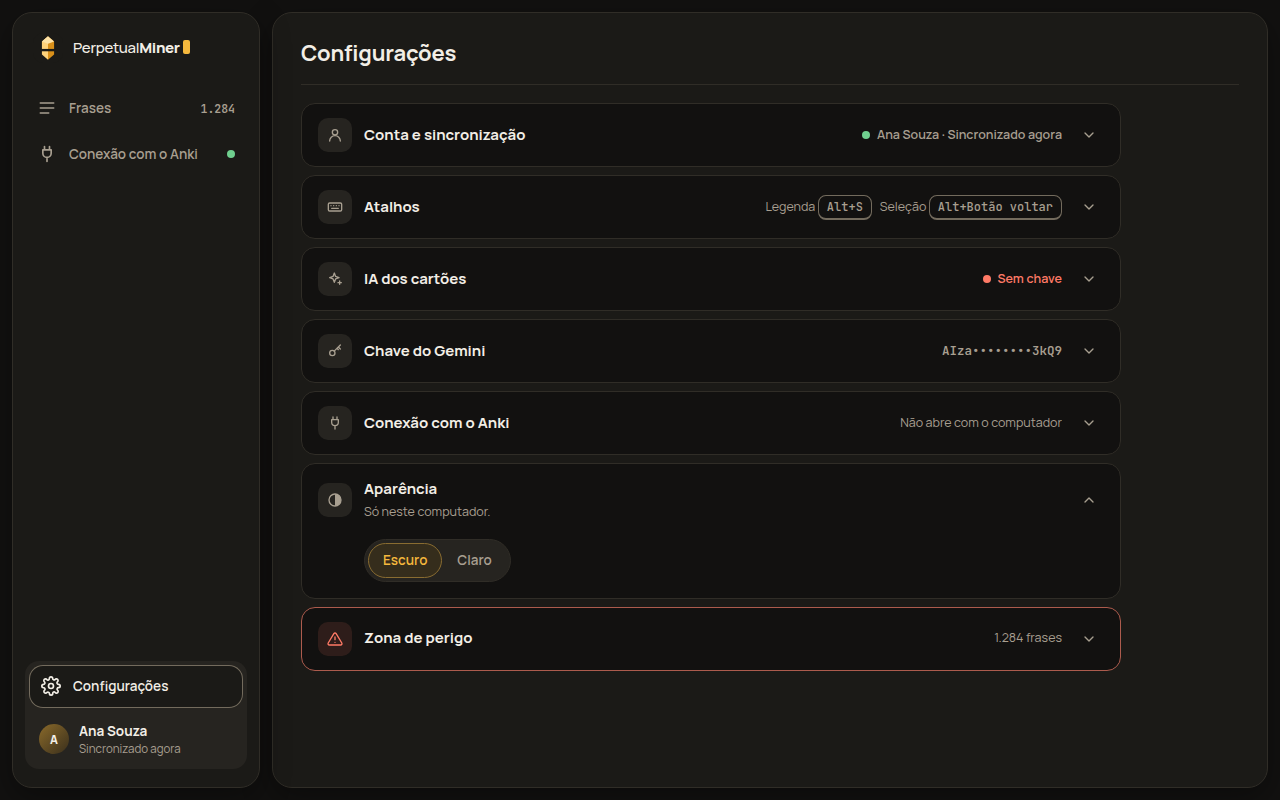 PerpetualMiner
Frases 1.284
Conexão com o Anki
Configurações
Ana Souza
Sincronizado agora
Configurações
Conta e sincronização Ana Souza · Sincronizado agora
Atalhos Legenda Alt+S Seleção Alt+Botão voltar
IA dos cartões Sem chave
Chave do Gemini AIza••••••••3kQ9
Conexão com o Anki Não abre com o computador
Aparência
Só neste computador.
Escuro Claro
Zona de perigo 1.284 frases
A